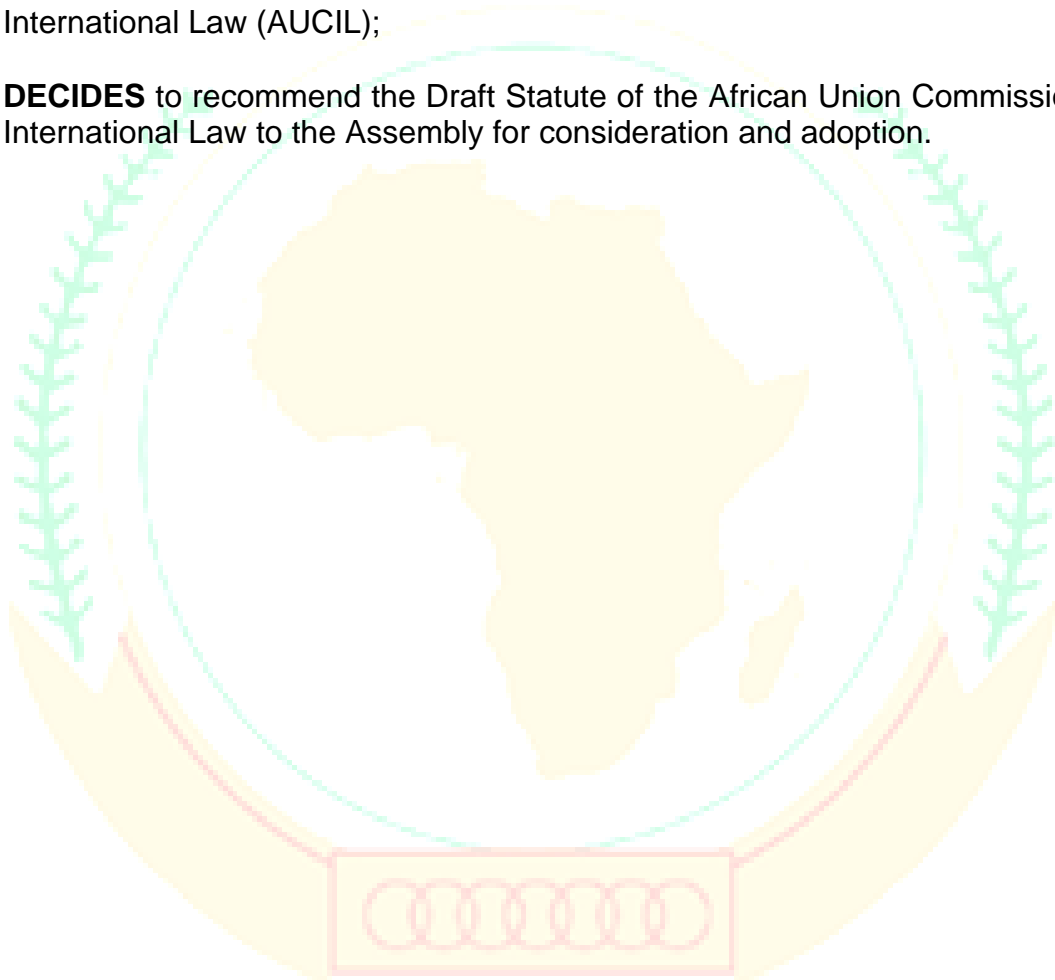 International Law (AUCIL);
DECIDES to recommend the Draft Statute of the African Union
International Law to the Assembly for consideration and adoption.